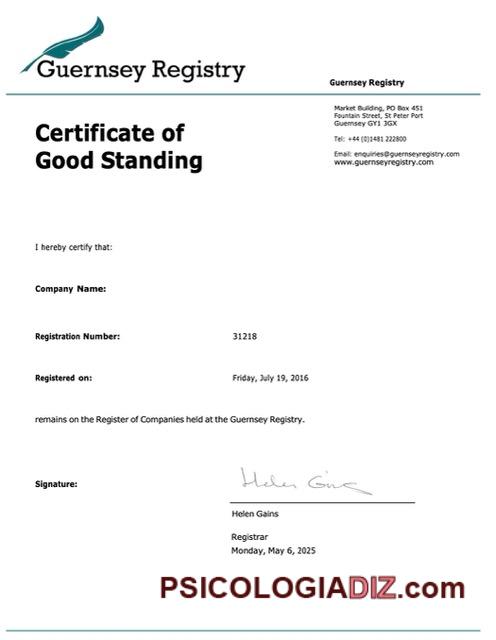 Guernsey Registry
Guernsey Registry
Market Building, PO Box 451
Fountain Street, St Peter Port
Guernsey GY1 3GX
Tel: +44 (0)1481 222800
Email: enquiries@guernseyregistry.com
www.guernseyregistry.com
Certificate of
Good Standing
I hereby certify that:
Company Name:
Registration Number: 31218
Registered on: Friday, July 19, 2016
remains on the Register of Companies held at the Guernsey Registry.
Signature: Helen Gains
Helen Gains
Registrar
Monday, May 6, 2025
PSICOLOGIADIZ.com